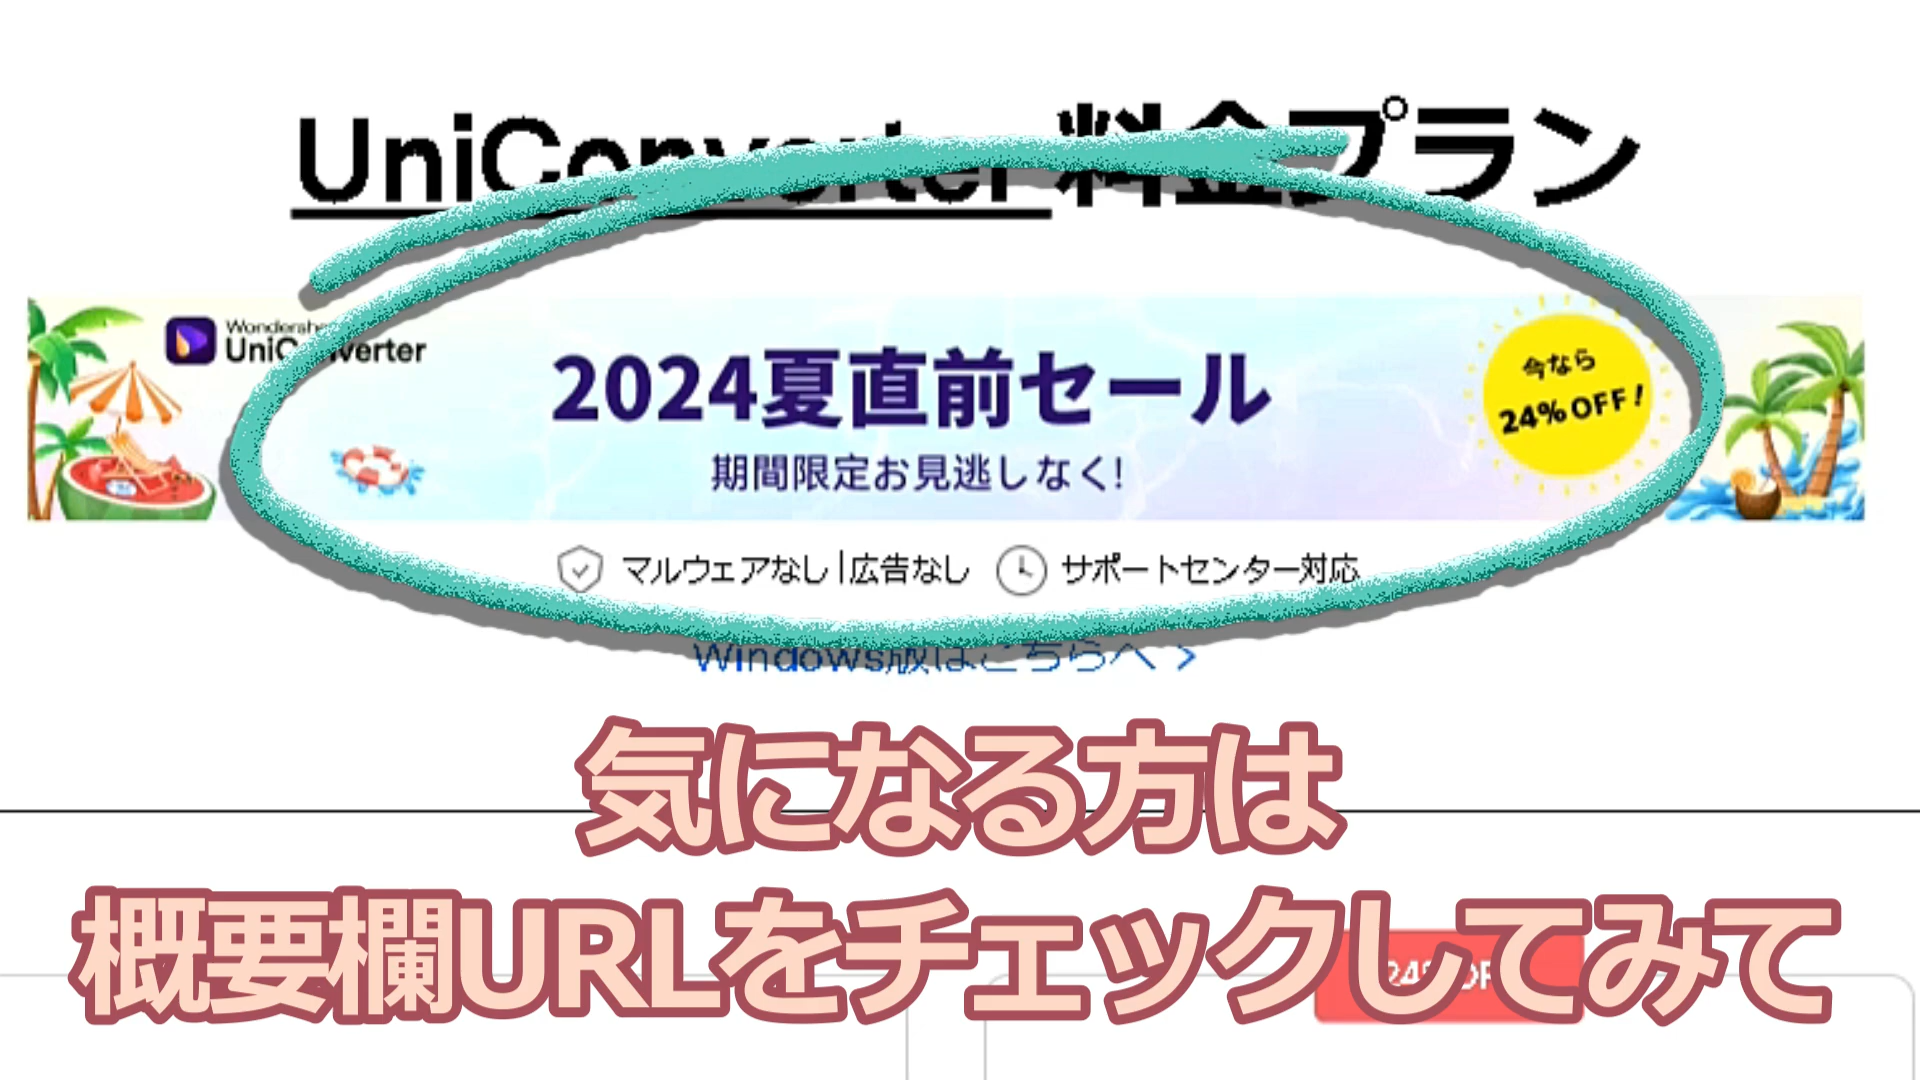 UniConverter 料金プラン
Wondershare
UniConverter
2024夏直前セール
期間限定お見逃しなく!
今なら
24%OFF!
マルウェアなし|広告なし サポートセンター対応
Windows版はこちらへ >
気になる方は
概要欄URLをチェックしてみて
24%OFF